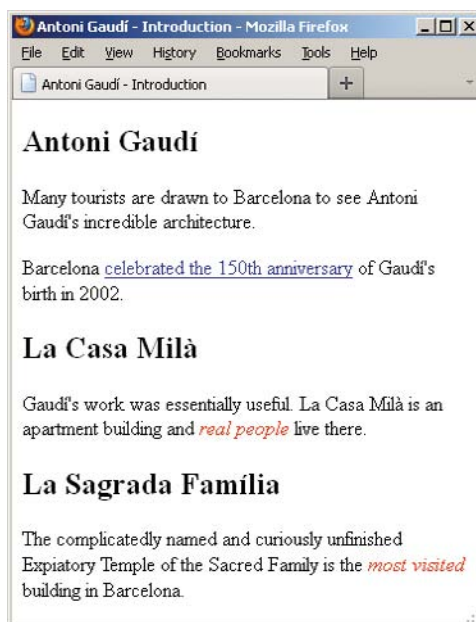 Antoni Gaudí - Introduction - Mozilla Firefox
File Edit View History Bookmarks Tools Help
Antoni Gaudí - Introduction
Antoni Gaudí
Many tourists are drawn to Barcelona to see Antoni
Gaudí's incredible architecture.
Barcelona celebrated the 150th anniversary of Gaudí's
birth in 2002.
La Casa Milà
Gaudí's work was essentially useful. La Casa Milà is an
apartment building and real people live there.
La Sagrada Família
The complicatedly named and curiously unfinished
Expiatory Temple of the Sacred Family is the most visited
building in Barcelona.